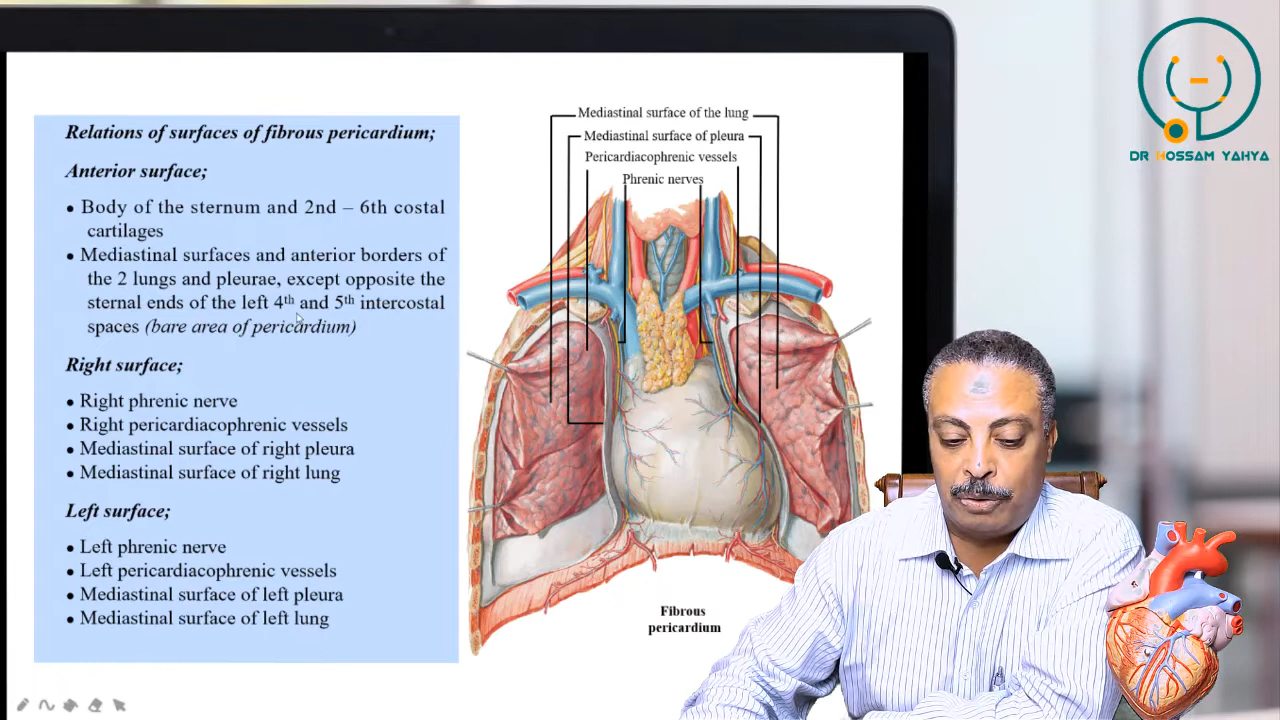 Relations of surfaces of fibrous pericardium;
Anterior surface;
• Body of the sternum and 2nd – 6th costal
cartilages
• Mediastinal surfaces and anterior borders of
the 2 lungs and pleurae, except opposite the
sternal ends of the left 4th and 5th intercostal
spaces (bare area of pericardium)
Right surface;
• Right phrenic nerve
• Right pericardiacophrenic vessels
• Mediastinal surface of right pleura
• Mediastinal surface of right lung
Left surface;
• Left phrenic nerve
• Left pericardiacophrenic vessels
• Mediastinal surface of left pleura
• Mediastinal surface of left lung
Mediastinal surface of the lung
Mediastinal surface of pleura
Pericardiacophrenic vessels
Phrenic nerves
Fibrous
pericardium
DR HOSSAM YAHYA